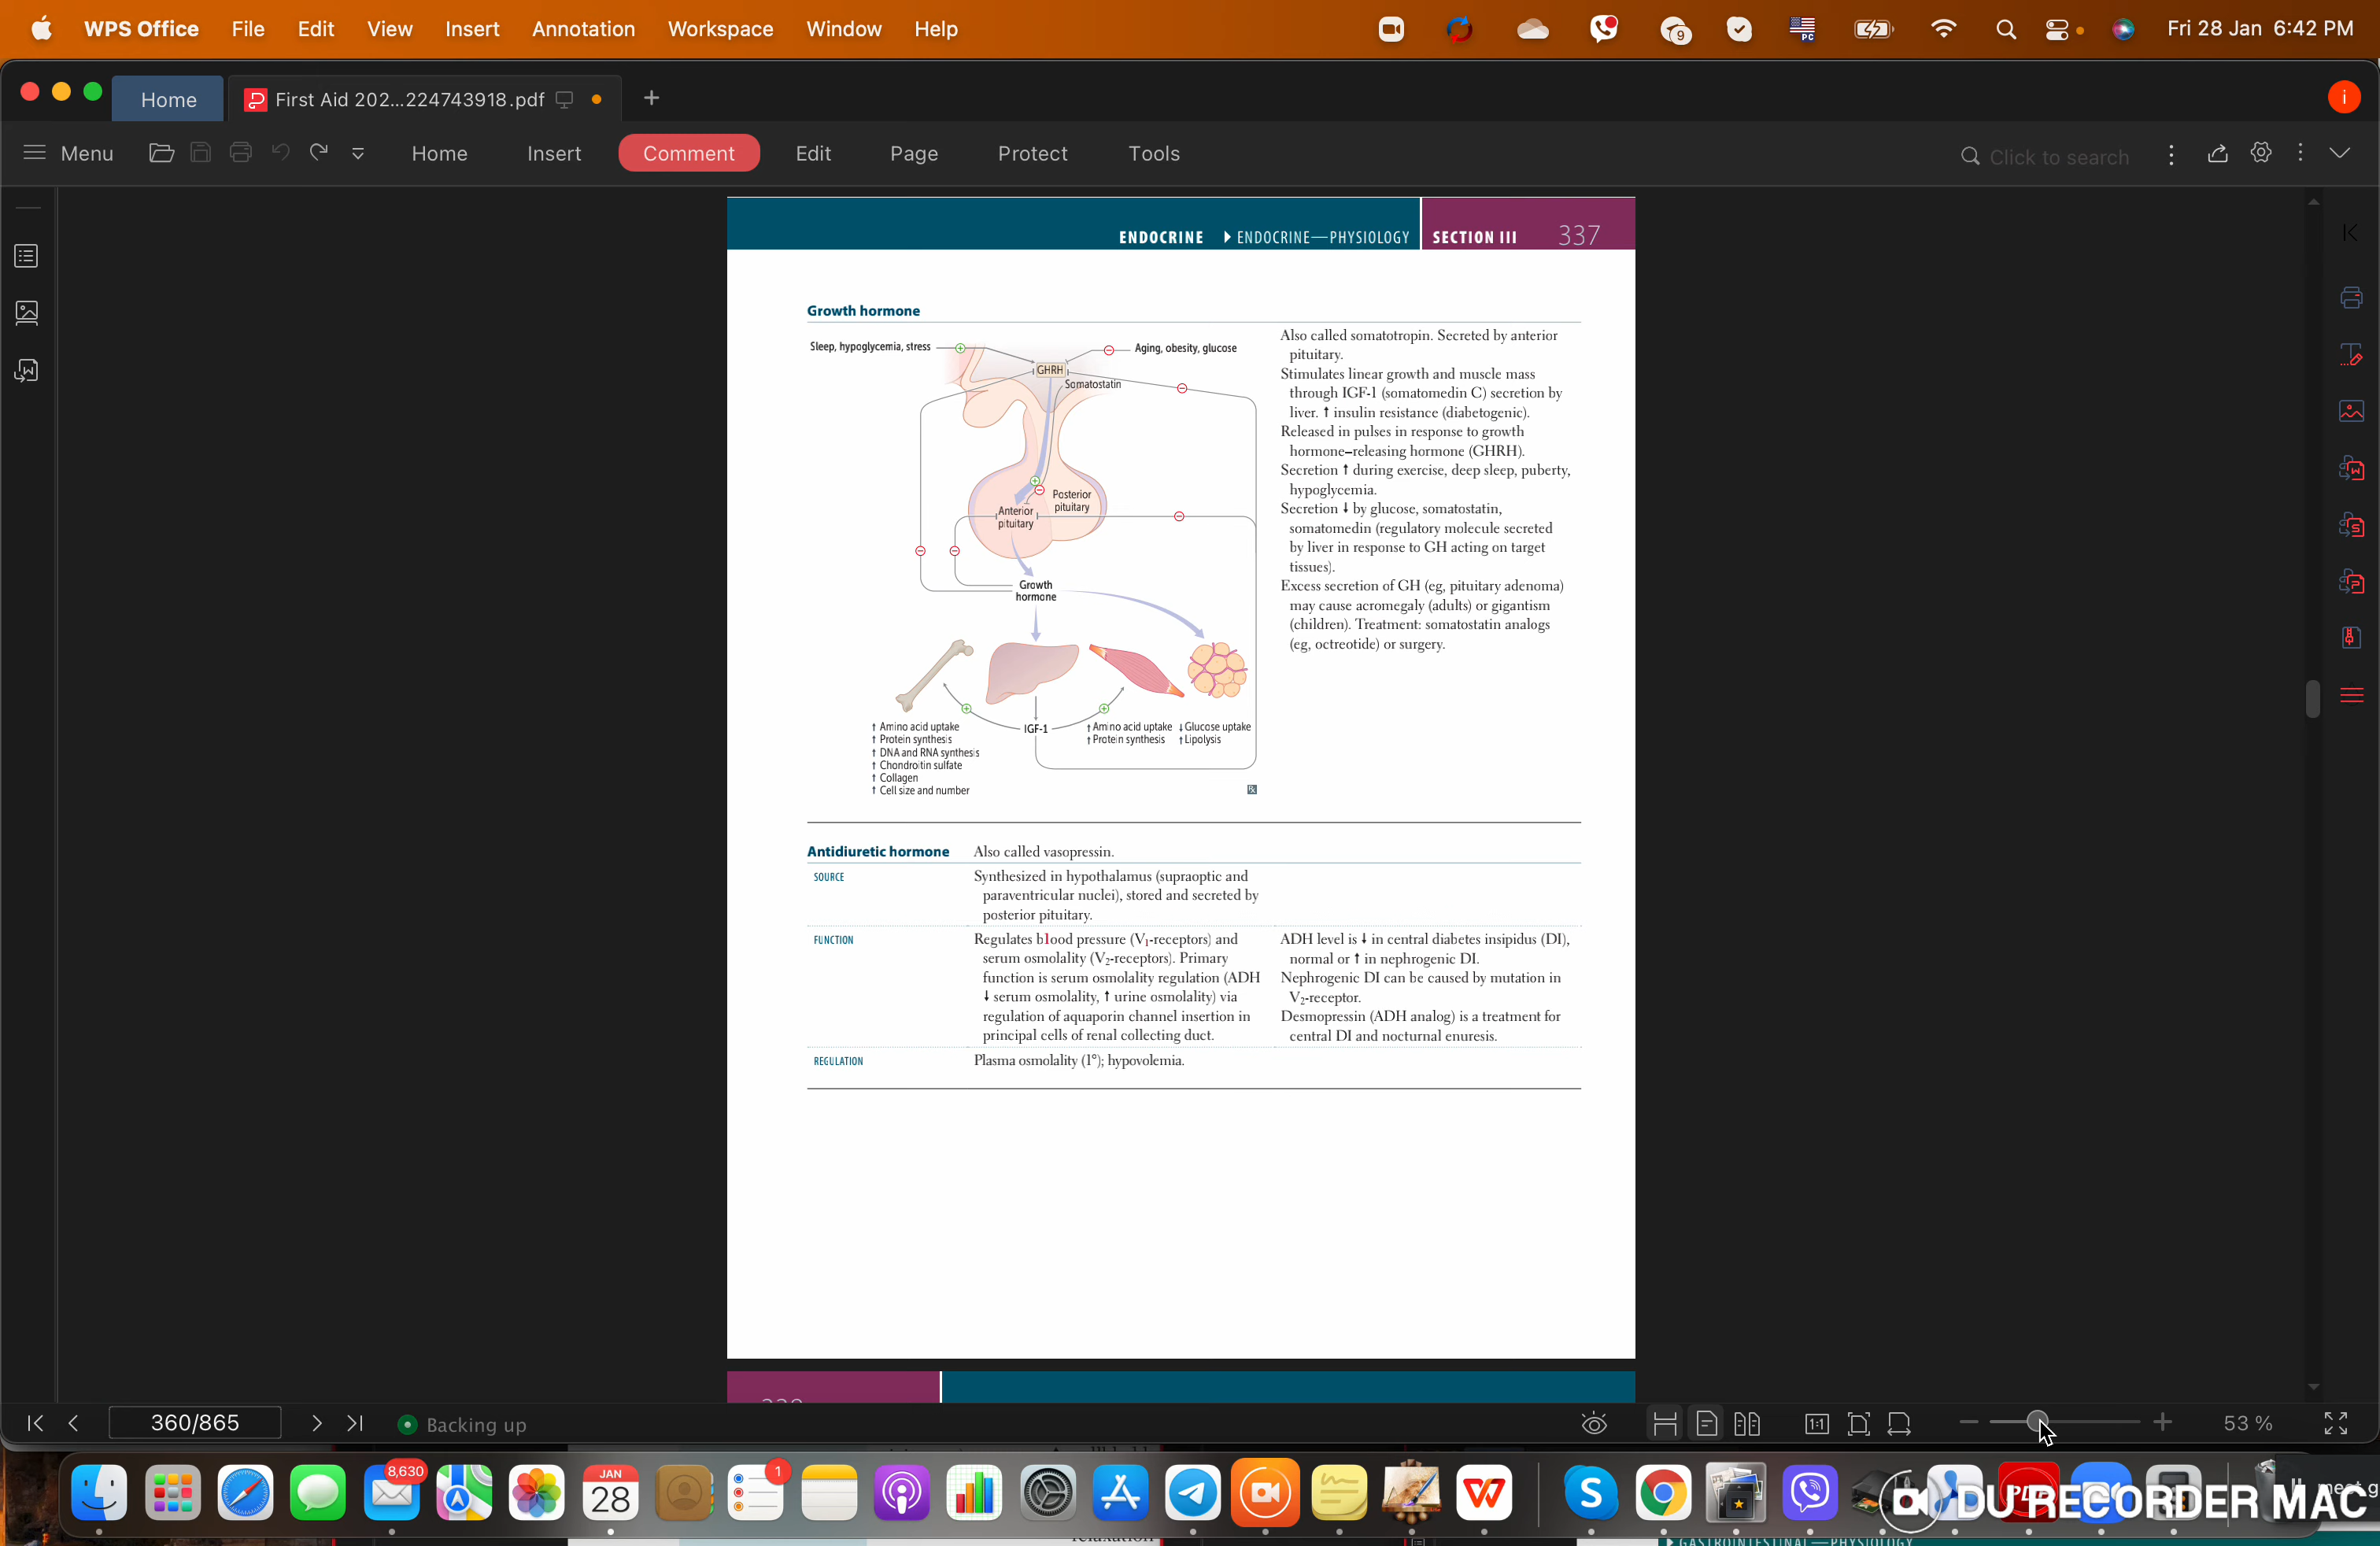 WPS Office File Edit View Insert Annotation Workspace Window Help 9 PC Fri 28 Jan 6:42 PM
Home First Aid 202...224743918.pdf + i
Menu Home Insert Comment Edit Page Protect Tools Click to search
ENDOCRINE ENDOCRINE—PHYSIOLOGY SECTION III 337
Growth hormone
Sleep, hypoglycemia, stress
Aging, obesity, glucose
GHRH
Somatostatin
Posterior
pituitary
Anterior
pituitary
Growth
hormone
IGF-1
↑ Amino acid uptake
↑ Protein synthesis
↑ DNA and RNA synthesis
↑ Chondroitin sulfate
↑ Collagen
↑ Cell size and number
↑ Amino acid uptake
↑ Protein synthesis
↓ Glucose uptake
↑ Lipolysis
Also called somatotropin. Secreted by anterior
pituitary.
Stimulates linear growth and muscle mass
through IGF-1 (somatomedin C) secretion by
liver. ↑ insulin resistance (diabetogenic).
Released in pulses in response to growth
hormone–releasing hormone (GHRH).
Secretion ↑ during exercise, deep sleep, puberty,
hypoglycemia.
Secretion ↓ by glucose, somatostatin,
somatomedin (regulatory molecule secreted
by liver in response to GH acting on target
tissues).
Excess secretion of GH (eg, pituitary adenoma)
may cause acromegaly (adults) or gigantism
(children). Treatment: somatostatin analogs
(eg, octreotide) or surgery.
Antidiuretic hormone Also called vasopressin.
SOURCE Synthesized in hypothalamus (supraoptic and
paraventricular nuclei), stored and secreted by
posterior pituitary.
FUNCTION Regulates b1ood pressure (V1-receptors) and
serum osmolality (V2-receptors). Primary
function is serum osmolality regulation (ADH
↓ serum osmolality, ↑ urine osmolality) via
regulation of aquaporin channel insertion in
principal cells of renal collecting duct.
ADH level is ↓ in central diabetes insipidus (DI),
normal or ↑ in nephrogenic DI.
Nephrogenic DI can be caused by mutation in
V2-receptor.
Desmopressin (ADH analog) is a treatment for
central DI and nocturnal enuresis.
REGULATION Plasma osmolality (1°); hypovolemia.
360/865 Backing up 1:1 53 %
8,630 JAN 28 1
DU RECORDER MAC
GASTROINTESTINAL—PHYSIOLOGY